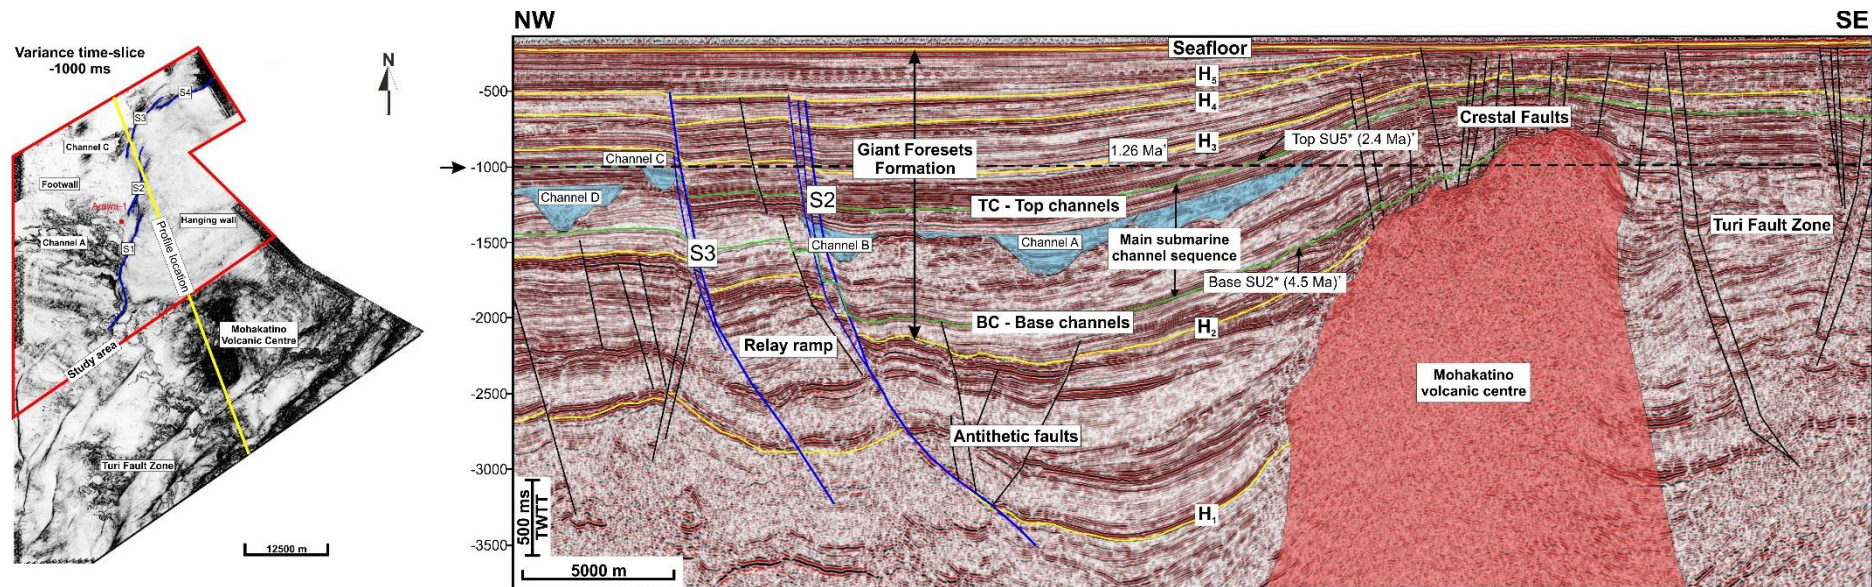 Variance time-slice
-1000 ms
N
S4
S3
Channel C
Footwall
S2
Arawa-1
Hanging wall
Channel A
S1
Profile location
Mohakatino
Volcanic Centre
Study area
Turi Fault Zone
12500 m
NW
SE
Seafloor
H5
-500
H4
Crestal Faults
Giant Foresets
Formation
Top SU5* (2.4 Ma)+
H3
1.26 Ma+
Channel C
-1000
Channel D
S2
TC - Top channels
Turi Fault Zone
-1500
S3
Channel B
Channel A
Main submarine
channel sequence
Base SU2* (4.5 Ma)+
-2000
BC - Base channels
H2
Relay ramp
Mohakatino
volcanic centre
-2500
Antithetic faults
-3000
500 ms
TWTT
H1
-3500
5000 m